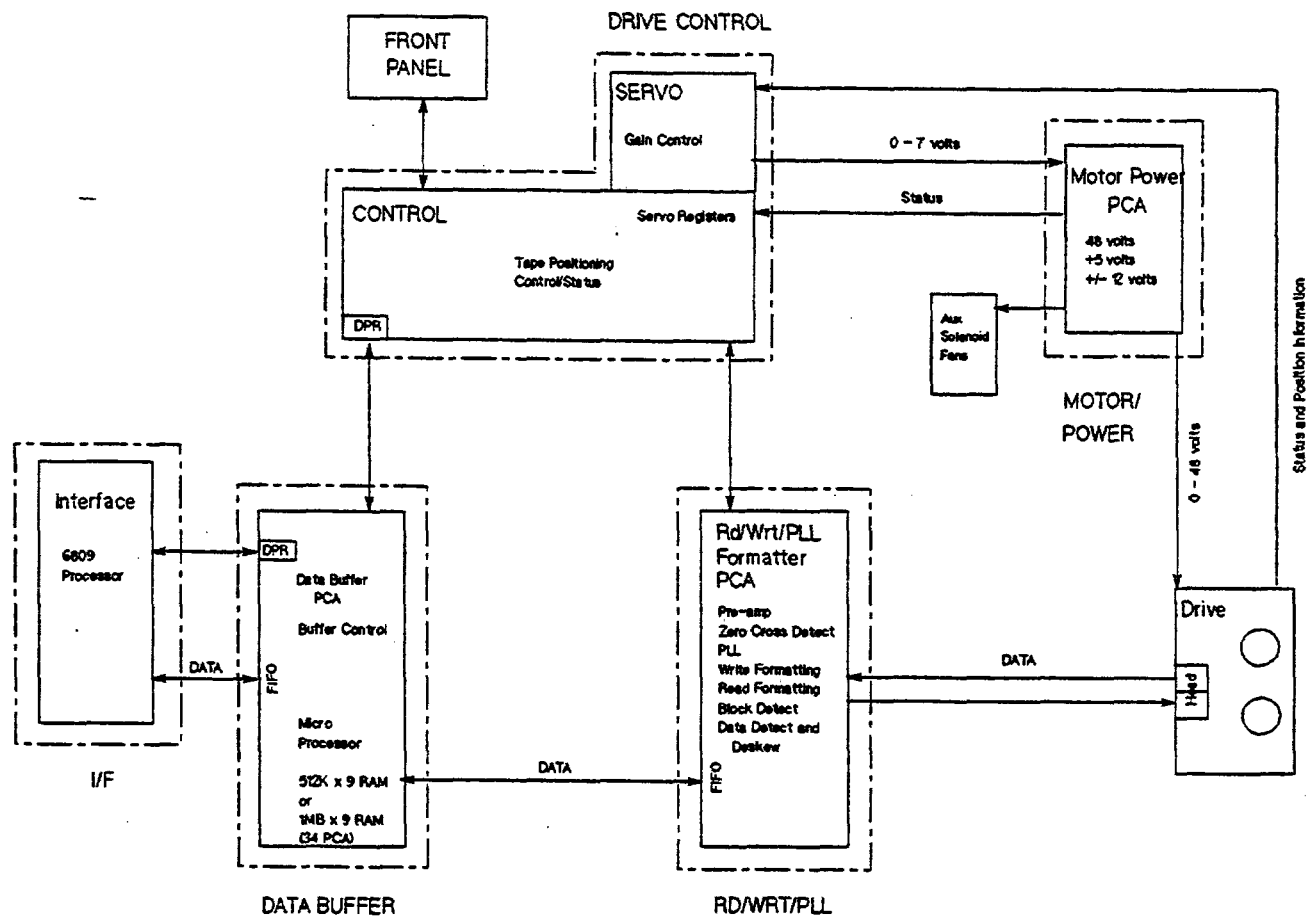 DRIVE CONTROL
FRONT
PANEL
SERVO
Gain Control
0 - 7 volts
Motor Power
PCA
48 volts
+5 volts
+/- 12 volts
Status
CONTROL
Servo Registers
Tape Positioning
Control/Status
DPR
Aux
Solenoid
Fans
MOTOR/
POWER
Status and Position Information
0 - 48 volts
Interface
6809
Processor
I/F
DPR
Data Buffer
PCA
Buffer Control
DATA
FIFO
Micro
Processor
512K x 9 RAM
or
1MB x 9 RAM
(34 PCA)
DATA BUFFER
DATA
Rd/Wrt/PLL
Formatter
PCA
Pre-amp
Zero Cross Detect
PLL
Write Formatting
Read Formatting
Block Detect
Data Detect and
Deskew
FIFO
RD/WRT/PLL
DATA
Drive
Head